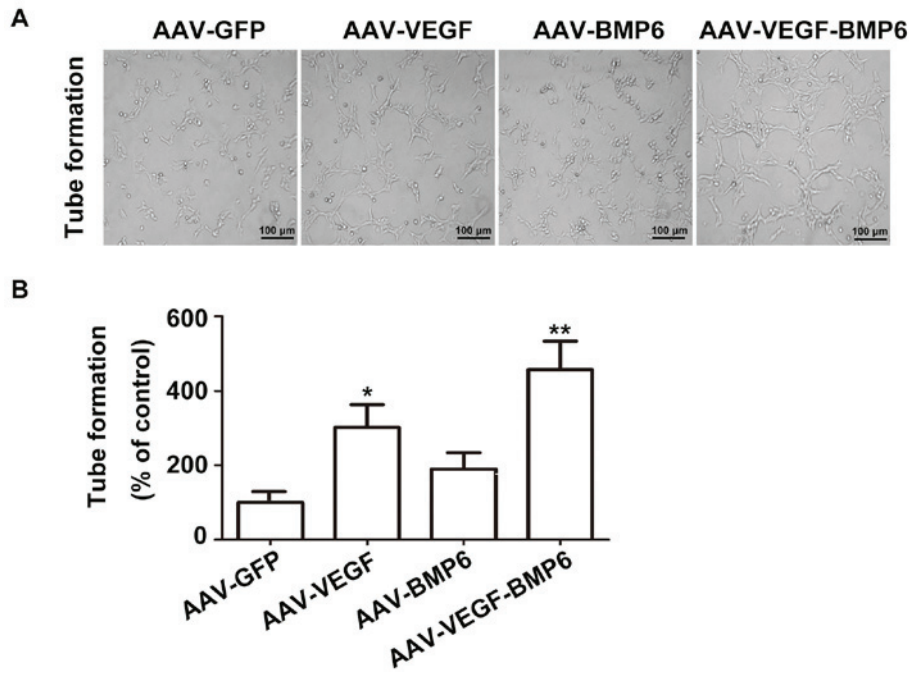 A
AAV-GFP AAV-VEGF AAV-BMP6 AAV-VEGF-BMP6
Tube formation
100 µm 100 µm 100 µm 100 µm
B
Tube formation
(% of control)
600
400
200
0
*
**
AAV-GFP
AAV-VEGF
AAV-BMP6
AAV-VEGF-BMP6